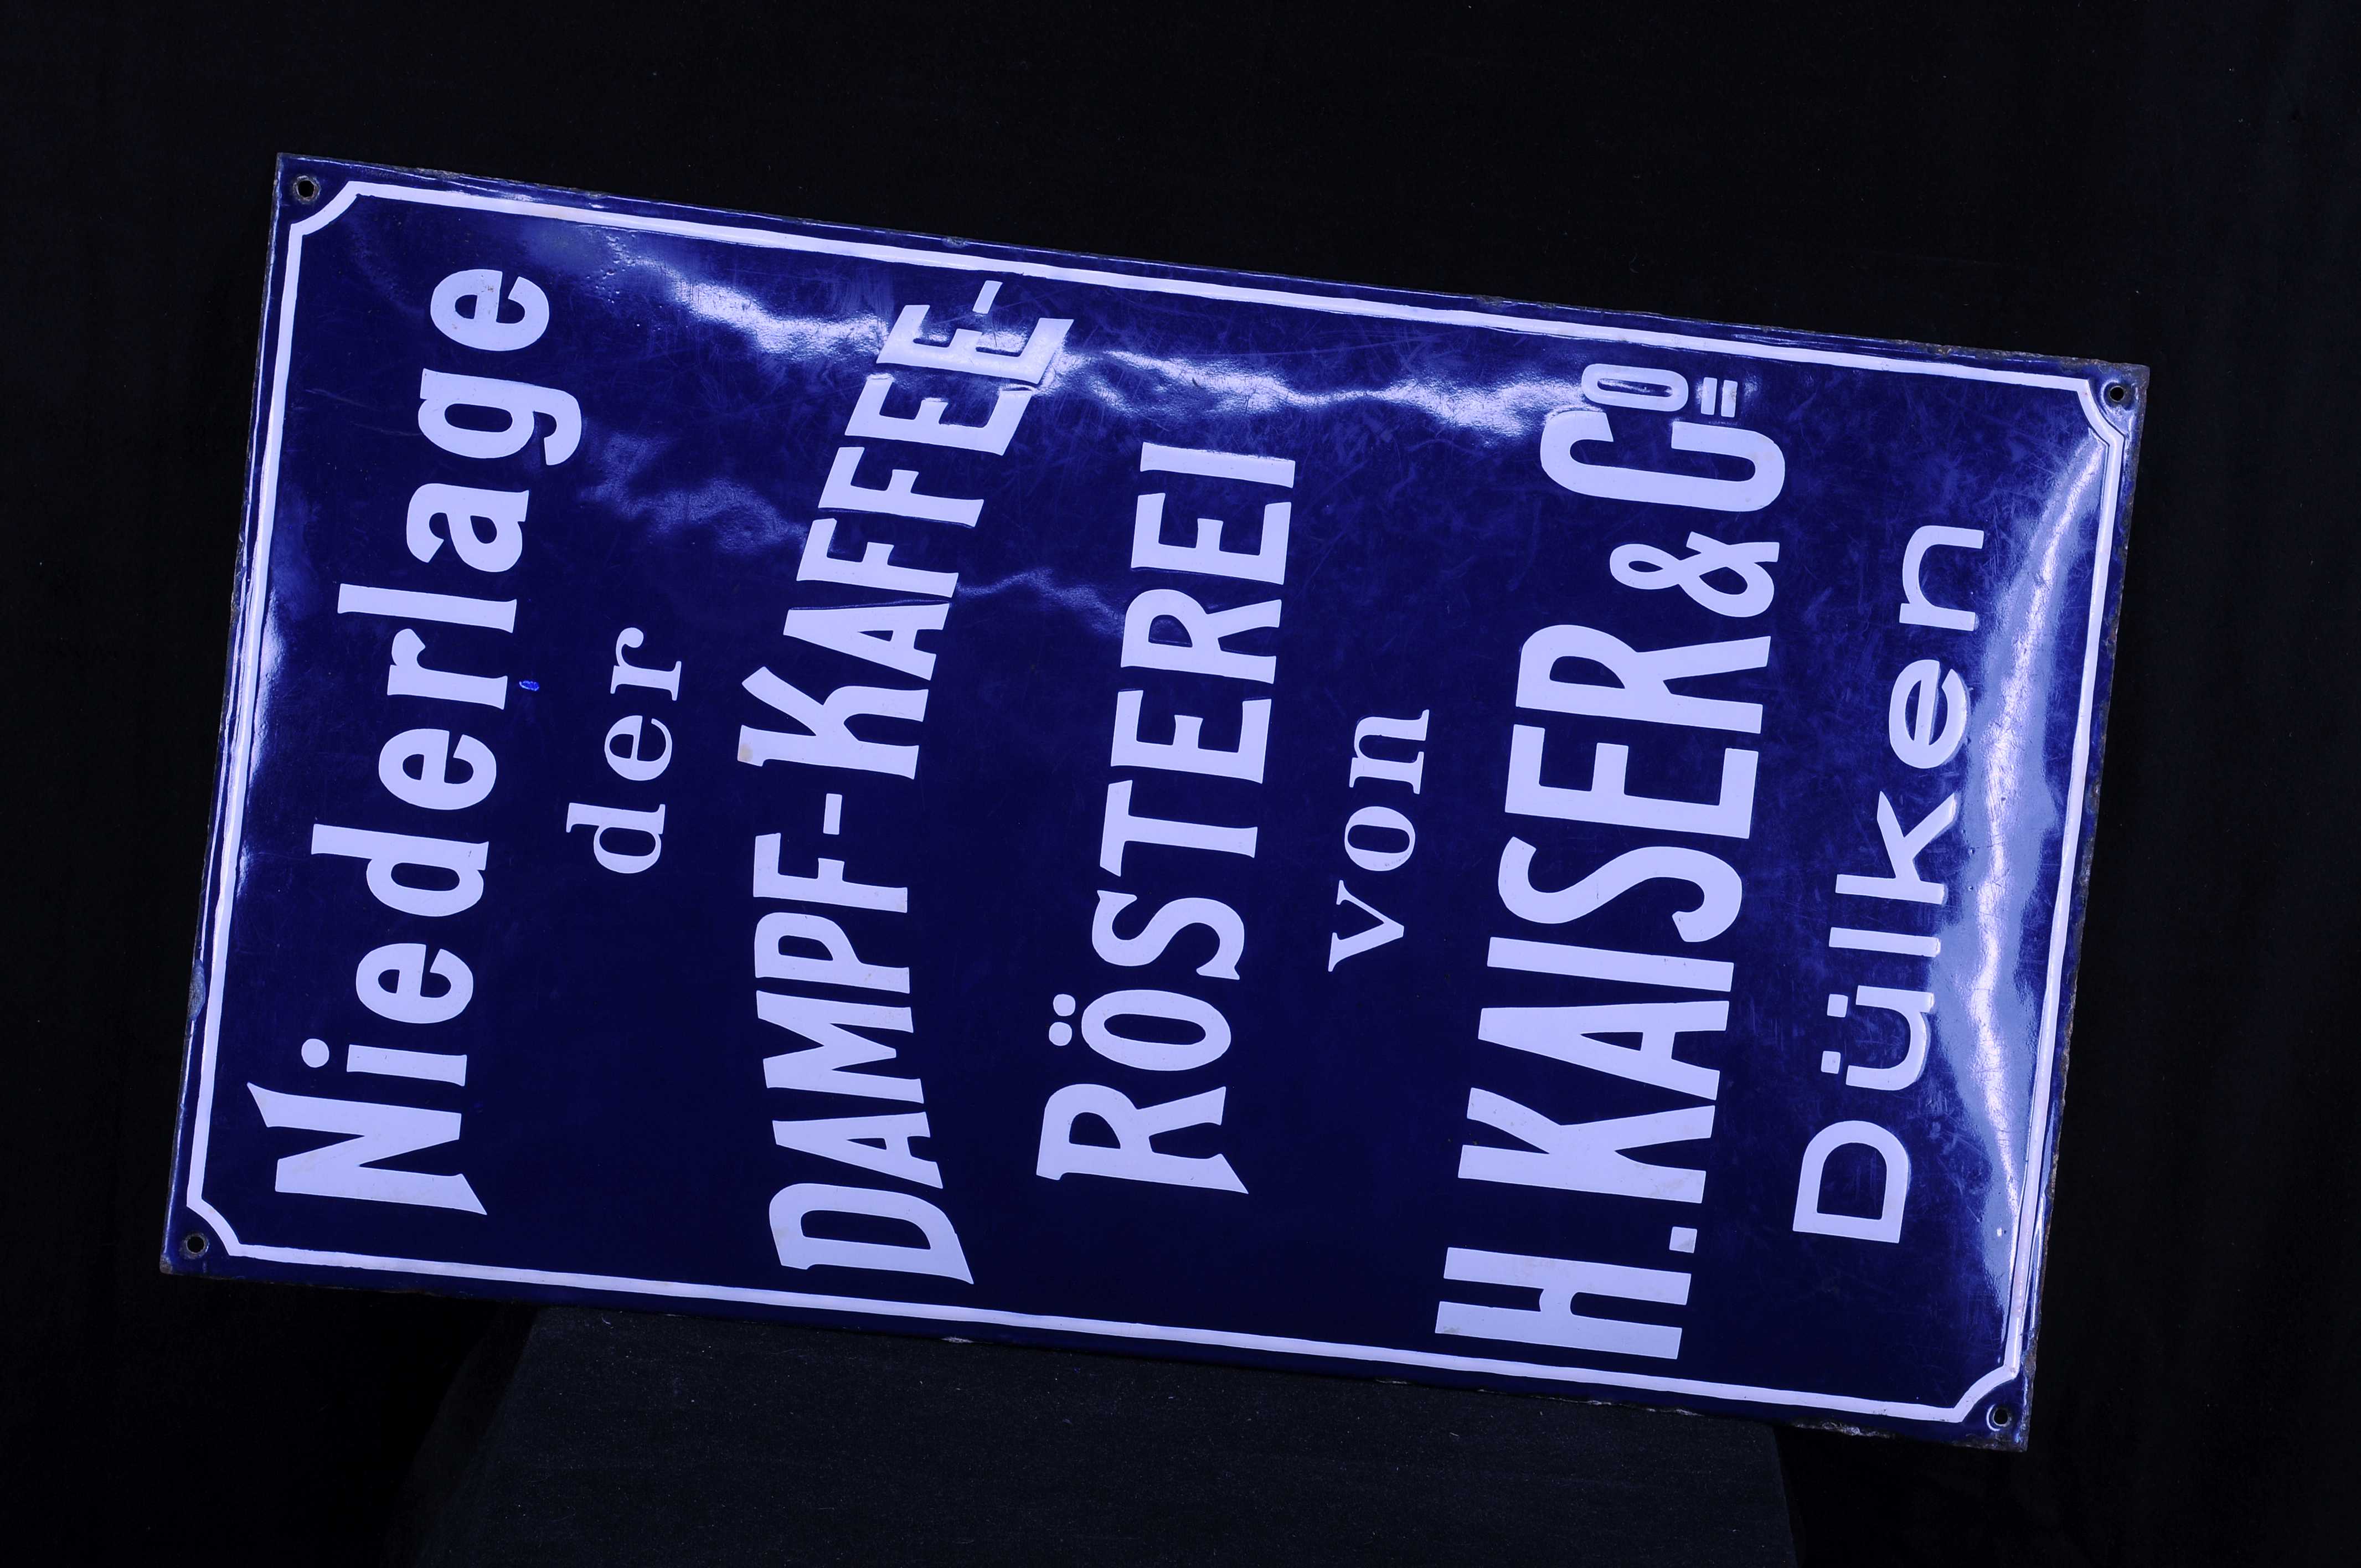 Niederlage
der
DAMPF-KAFFEE-
RÖSTEREI
von
H. KAISER & Cº
Dülken